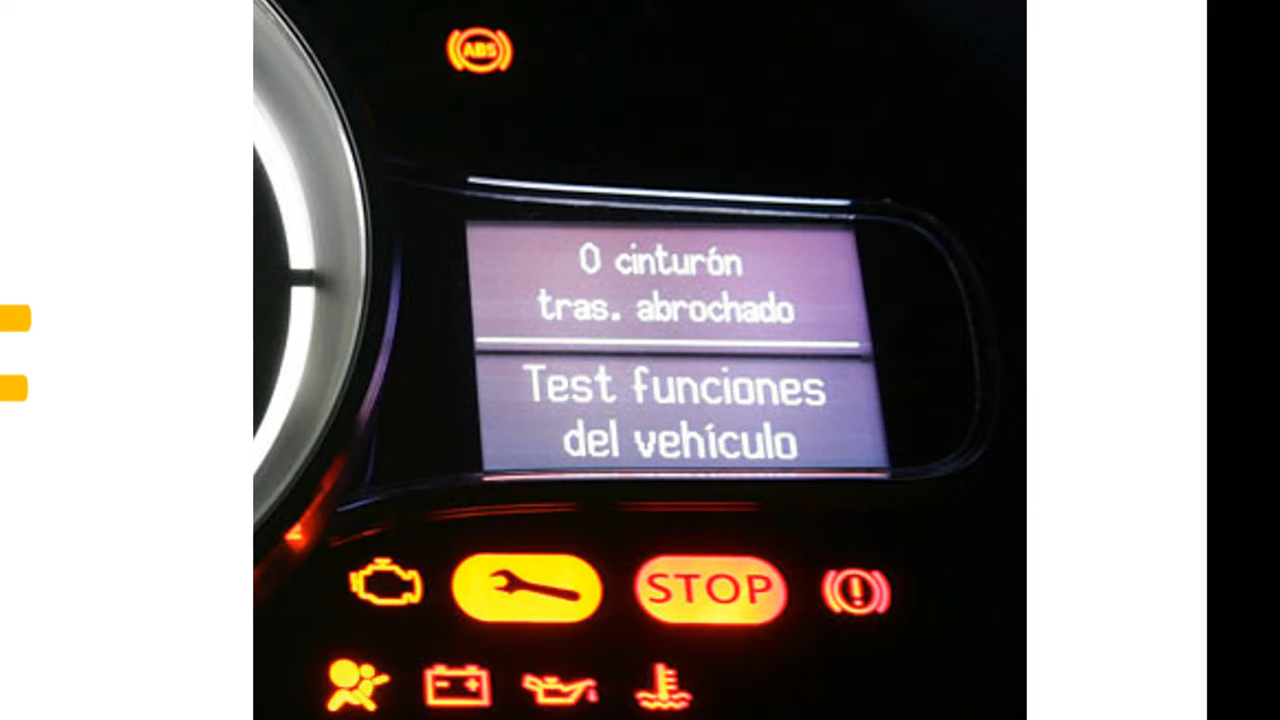 ABS
0 cinturón
tras. abrochado
Test funciones
del vehículo
STOP